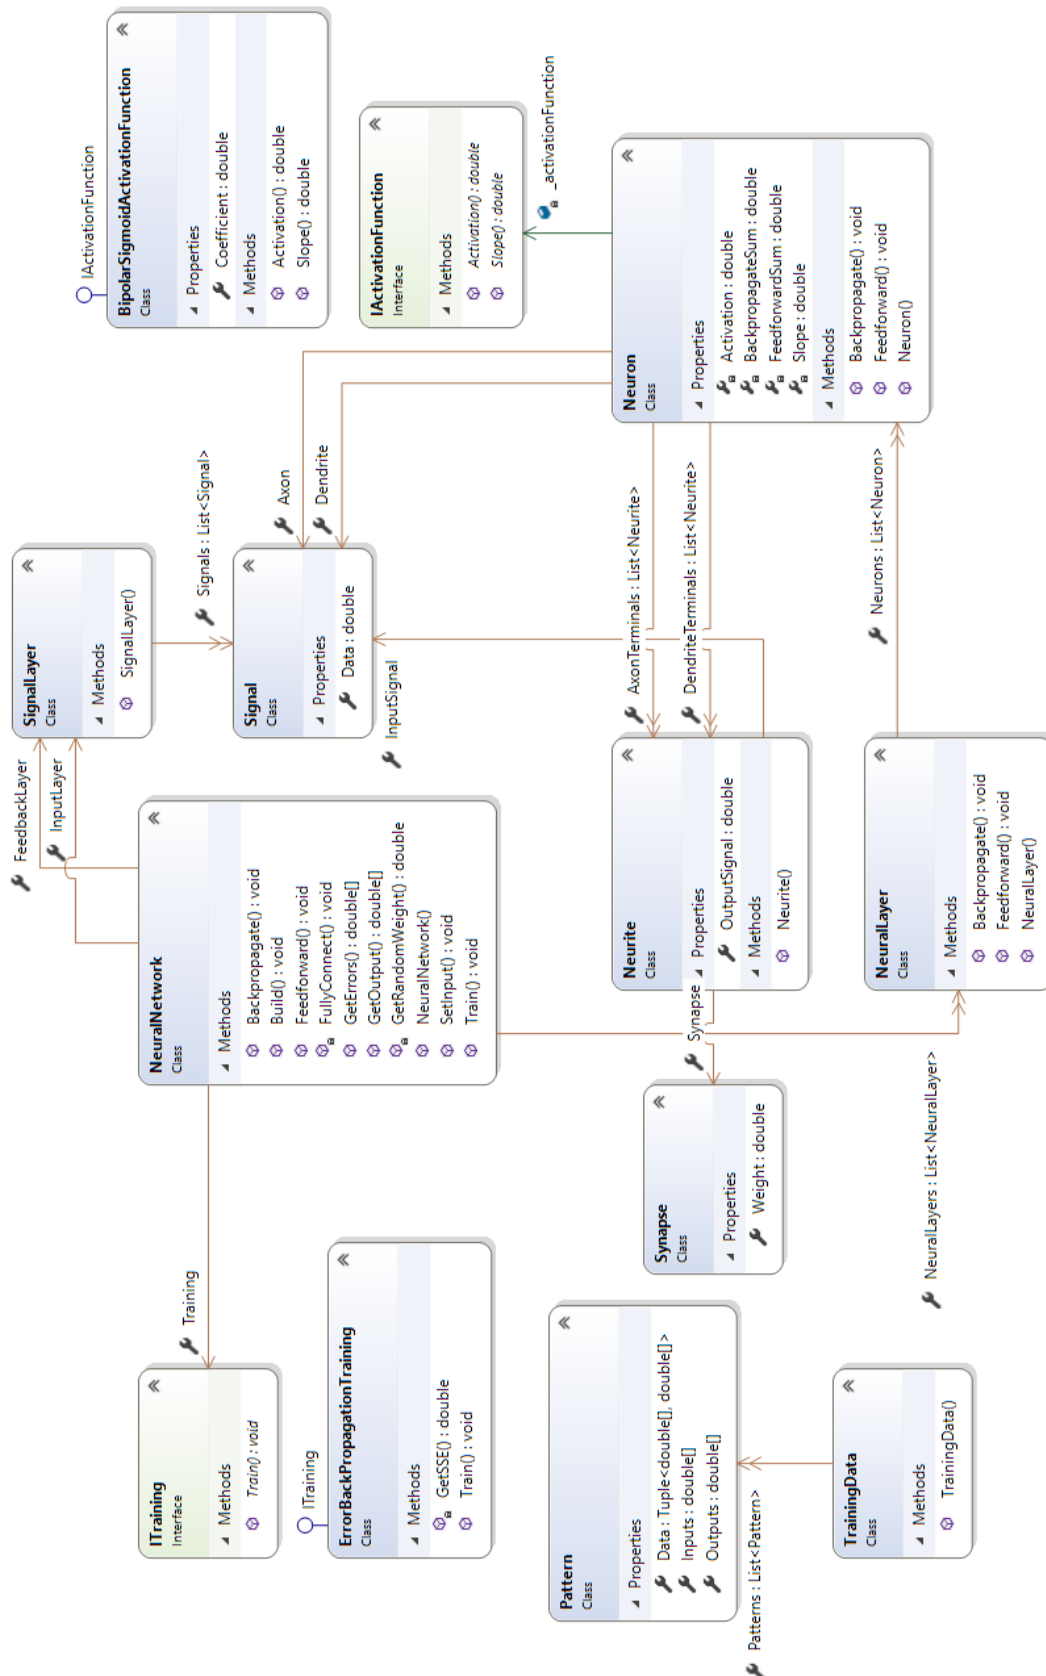 ITraining
Interface
Methods
Train() : void
Training
ITraining
ErrorBackPropagationTraining
Class
Methods
GetSSE() : double
Train() : void
Pattern
Class
Properties
Data : Tuple<double[], double[]>
Inputs : double[]
Outputs : double[]
Patterns : List<Pattern>
TrainingData
Class
Methods
TrainingData()
NeuralNetwork
Class
Methods
Backpropagate() : void
Build() : void
Feedforward() : void
FullyConnect() : void
GetErrors() : double[]
GetOutput() : double[]
GetRandomWeight() : double
NeuralNetwork()
SetInput() : void
Train() : void
FeedbackLayer
InputLayer
Synapse
Class
Properties
Weight : double
Synapse
NeuralLayers : List<NeuralLayer>
SignalLayer
Class
Methods
SignalLayer()
Signals : List<Signal>
Signal
Class
Properties
Data : double
InputSignal
Axon
Dendrite
Neurite
Class
Properties
OutputSignal : double
Methods
Neurite()
AxonTerminals : List<Neurite>
DendriteTerminals : List<Neurite>
NeuralLayer
Class
Methods
Backpropagate() : void
Feedforward() : void
NeuralLayer()
Neurons : List<Neuron>
IActivationFunction
BipolarSigmoidActivationFunction
Class
Properties
Coefficient : double
Methods
Activation() : double
Slope() : double
IActivationFunction
Interface
Methods
Activation() : double
Slope() : double
_activationFunction
Neuron
Class
Properties
Activation : double
BackpropagateSum : double
FeedforwardSum : double
Slope : double
Methods
Backpropagate() : void
Feedforward() : void
Neuron()